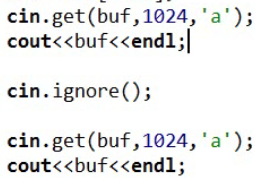 cin.get(buf,1024,'a');
cout<<buf<<endl;
cin.ignore();
cin.get(buf,1024,'a');
cout<<buf<<endl;